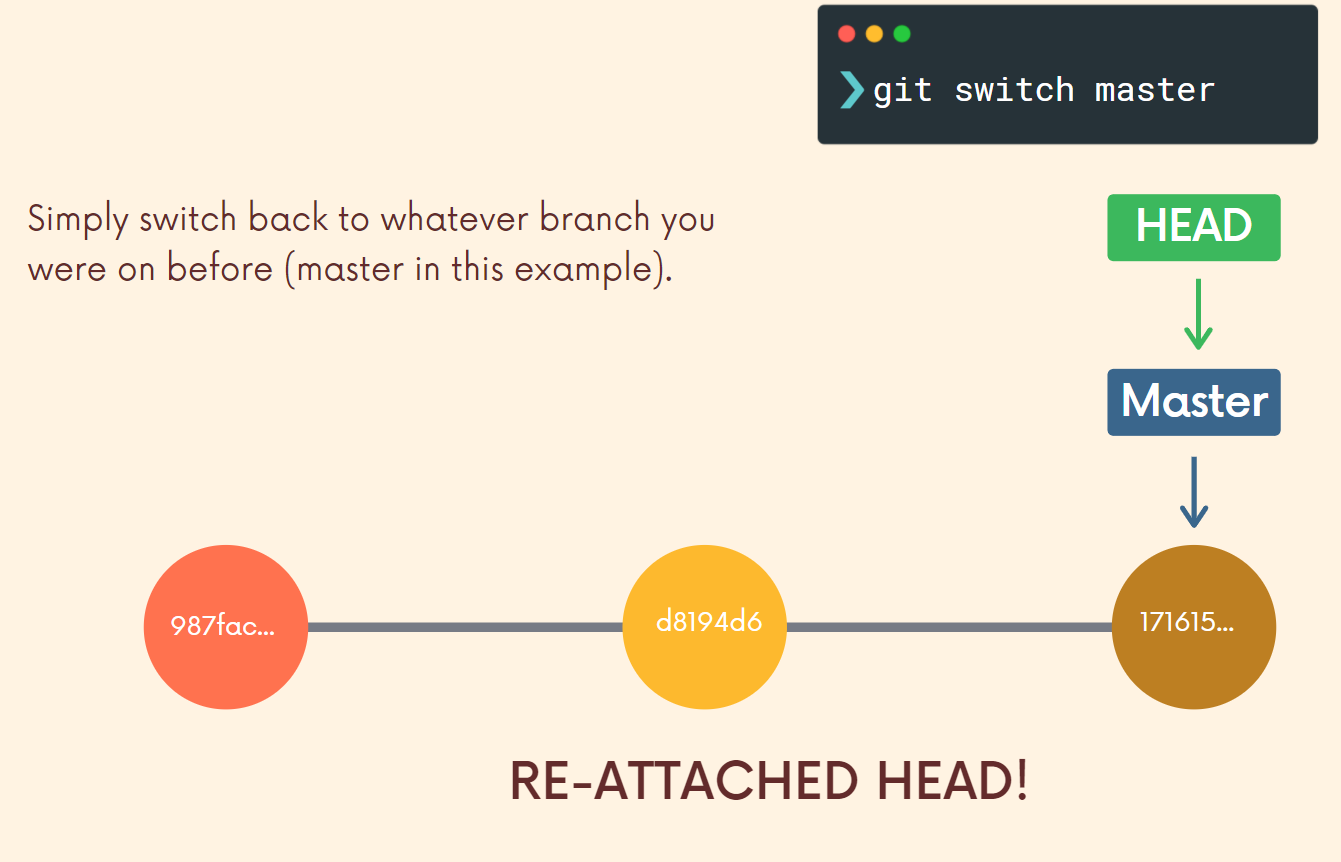 ❯ git switch master
Simply switch back to whatever branch you
were on before (master in this example).
HEAD
Master
987fac...
d8194d6
171615...
RE-ATTACHED HEAD!